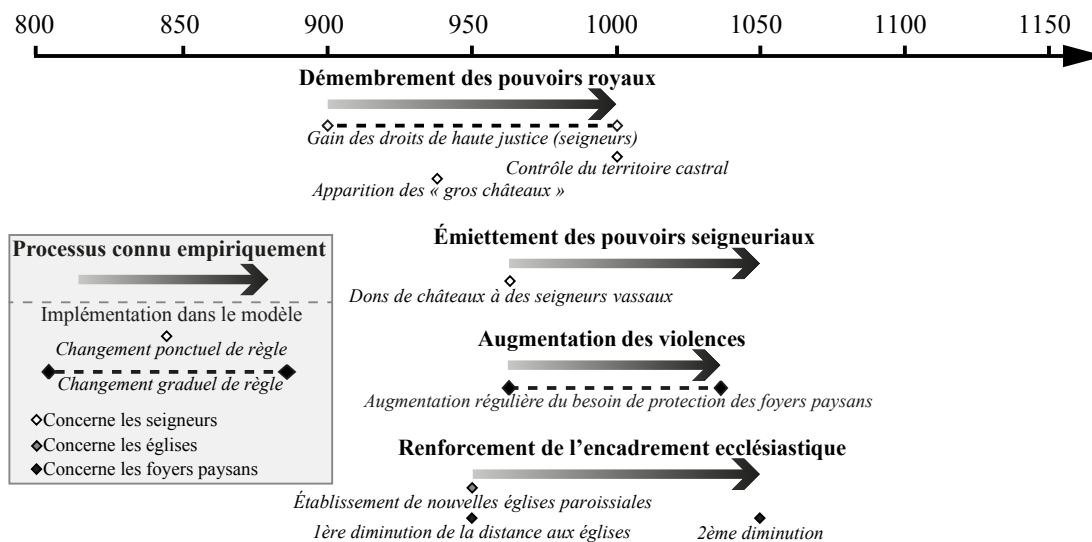 800 850 900 950 1000 1050 1100 1150
Démembrement des pouvoirs royaux
Gain des droits de haute justice (seigneurs)
Contrôle du territoire castral
Apparition des « gros châteaux »
Émiettement des pouvoirs seigneuriaux
Dons de châteaux à des seigneurs vassaux
Augmentation des violences
Augmentation régulière du besoin de protection des foyers paysans
Renforcement de l’encadrement ecclésiastique
Établissement de nouvelles églises paroissiales
1ère diminution de la distance aux églises
2ème diminution
Processus connu empiriquement
Implémentation dans le modèle
Changement ponctuel de règle
Changement graduel de règle
Concerne les seigneurs
Concerne les églises
Concerne les foyers paysans